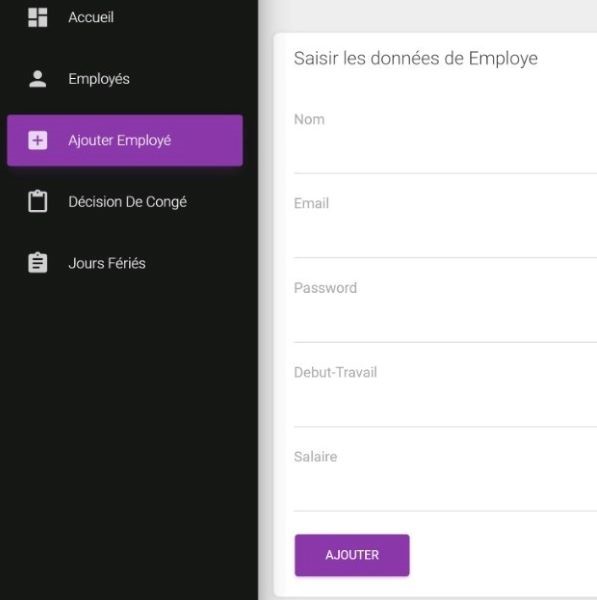 Accueil
Employés
Ajouter Employé
Décision De Congé
Jours Fériés
Saisir les données de Employe
Nom
Email
Password
Debut-Travail
Salaire
AJOUTER